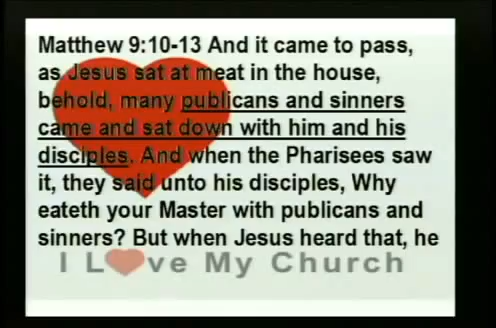 Matthew 9:10-13 And it came to pass,
as Jesus sat at meat in the house,
behold, many publicans and sinners
came and sat down with him and his
disciples. And when the Pharisees saw
it, they said unto his disciples, Why
eateth your Master with publicans and
sinners? But when Jesus heard that, he
I L❤ve My Church